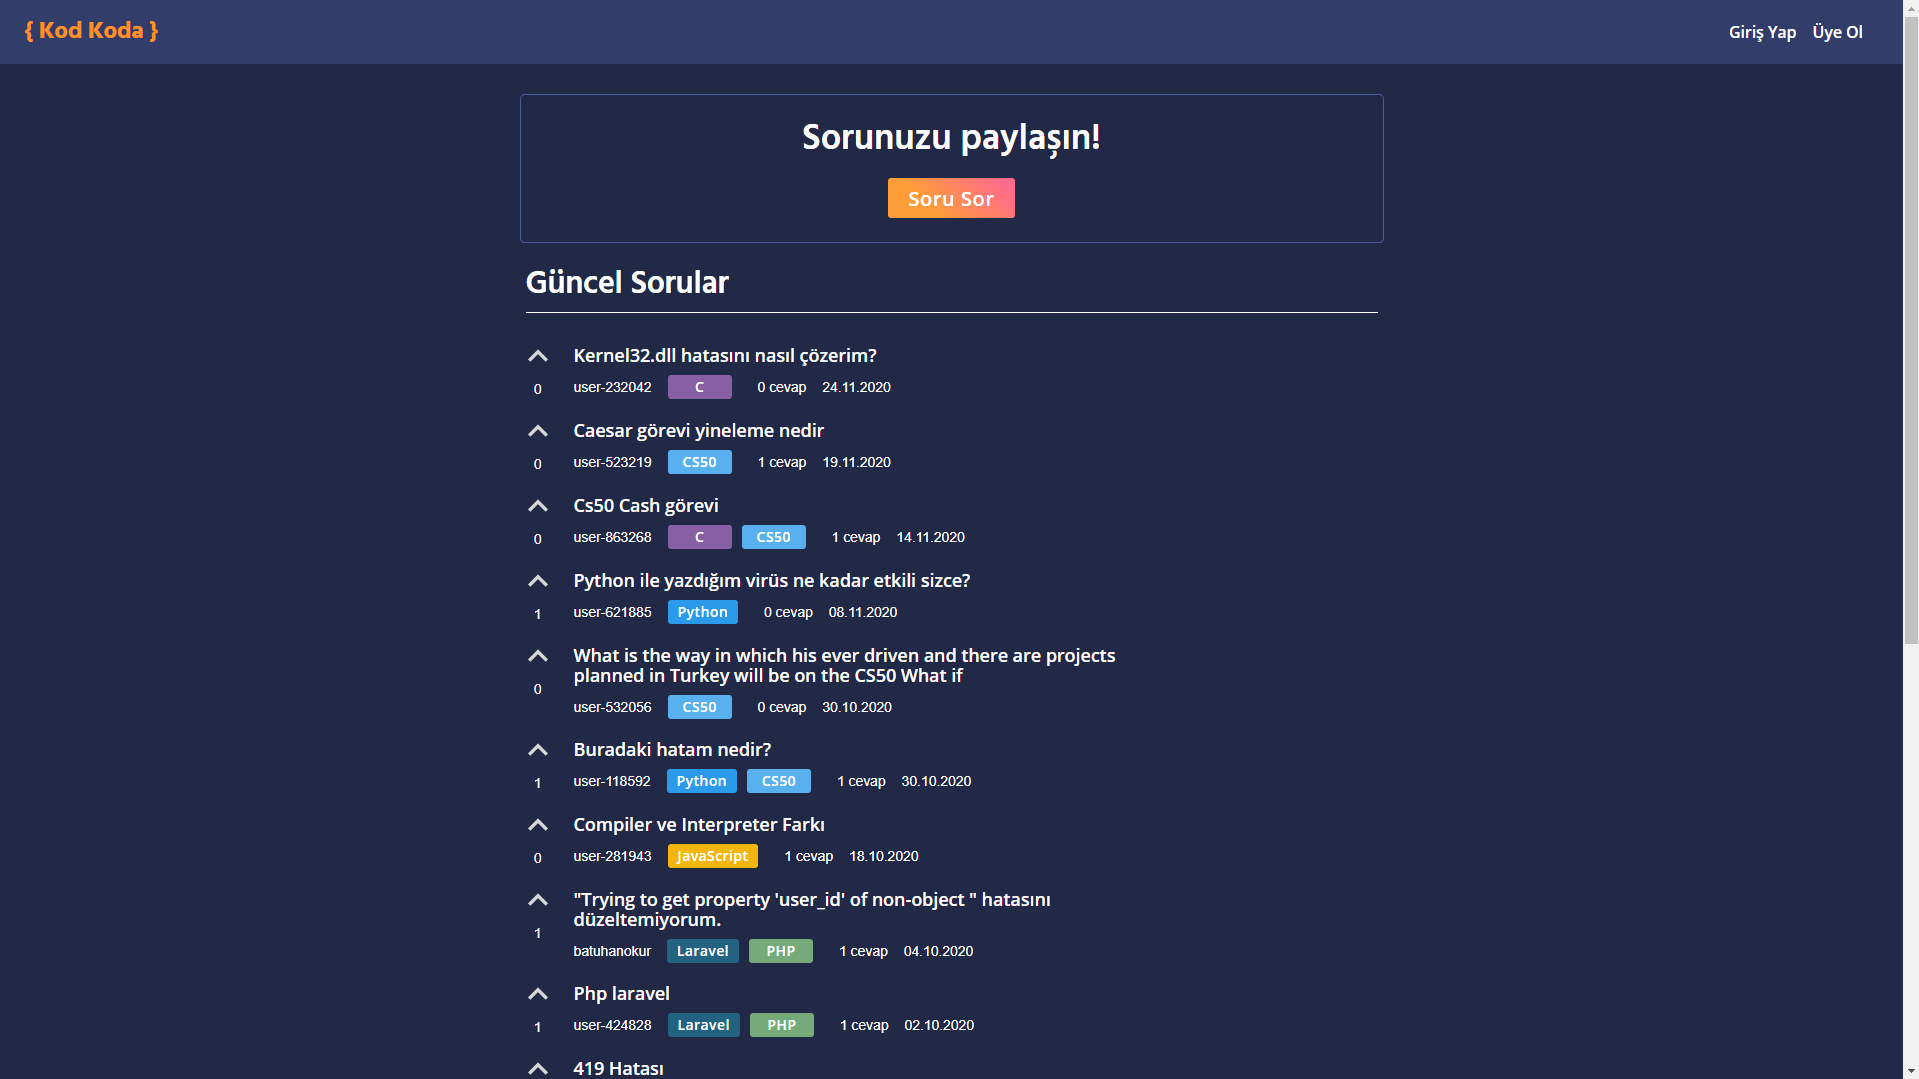 { Kod Koda }
Giriş Yap Üye Ol
Sorunuzu paylaşın!
Soru Sor
Güncel Sorular
Kernel32.dll hatasını nasıl çözerim?
0 user-232042 C 0 cevap 24.11.2020
Caesar görevi yineleme nedir
0 user-523219 CS50 1 cevap 19.11.2020
Cs50 Cash görevi
0 user-863268 C CS50 1 cevap 14.11.2020
Python ile yazdığım virüs ne kadar etkili sizce?
1 user-621885 Python 0 cevap 08.11.2020
What is the way in which his ever driven and there are projects
planned in Turkey will be on the CS50 What if
0 user-532056 CS50 0 cevap 30.10.2020
Buradaki hatam nedir?
1 user-118592 Python CS50 1 cevap 30.10.2020
Compiler ve Interpreter Farkı
0 user-281943 JavaScript 1 cevap 18.10.2020
"Trying to get property 'user_id' of non-object " hatasını
düzeltemiyorum.
1 batuhanokur Laravel PHP 1 cevap 04.10.2020
Php laravel
1 user-424828 Laravel PHP 1 cevap 02.10.2020
419 Hatası